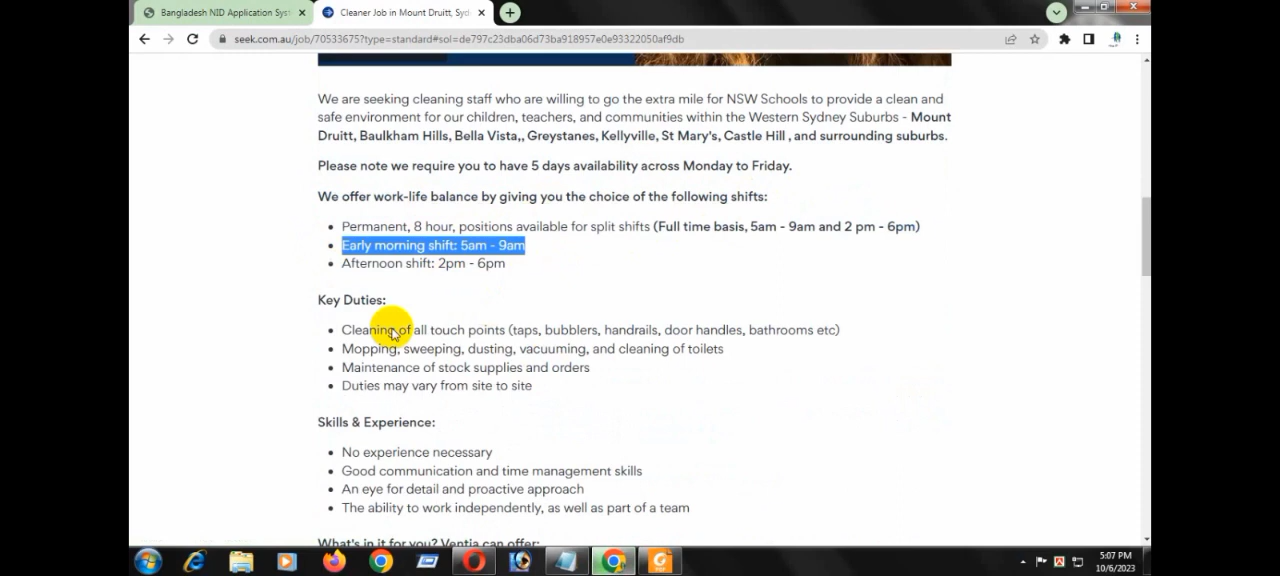 Bangladesh NID Application Syst
Cleaner Job in Mount Druitt, Syd
seek.com.au/job/70533675?type=standard#sol=de797c23dba06d73ba918957e0e93322050af9db
We are seeking cleaning staff who are willing to go the extra mile for NSW Schools to provide a clean and
safe environment for our children, teachers, and communities within the Western Sydney Suburbs - Mount
Druitt, Baulkham Hills, Bella Vista,, Greystanes, Kellyville, St Mary's, Castle Hill , and surrounding suburbs.
Please note we require you to have 5 days availability across Monday to Friday.
We offer work-life balance by giving you the choice of the following shifts:
• Permanent, 8 hour, positions available for split shifts (Full time basis, 5am - 9am and 2 pm - 6pm)
• Early morning shift: 5am - 9am
• Afternoon shift: 2pm - 6pm
Key Duties:
• Cleaning of all touch points (taps, bubblers, handrails, door handles, bathrooms etc)
• Mopping, sweeping, dusting, vacuuming, and cleaning of toilets
• Maintenance of stock supplies and orders
• Duties may vary from site to site
Skills & Experience:
• No experience necessary
• Good communication and time management skills
• An eye for detail and proactive approach
• The ability to work independently, as well as part of a team
What's in it for you? Ventia can offer:
5:07 PM
10/6/2023